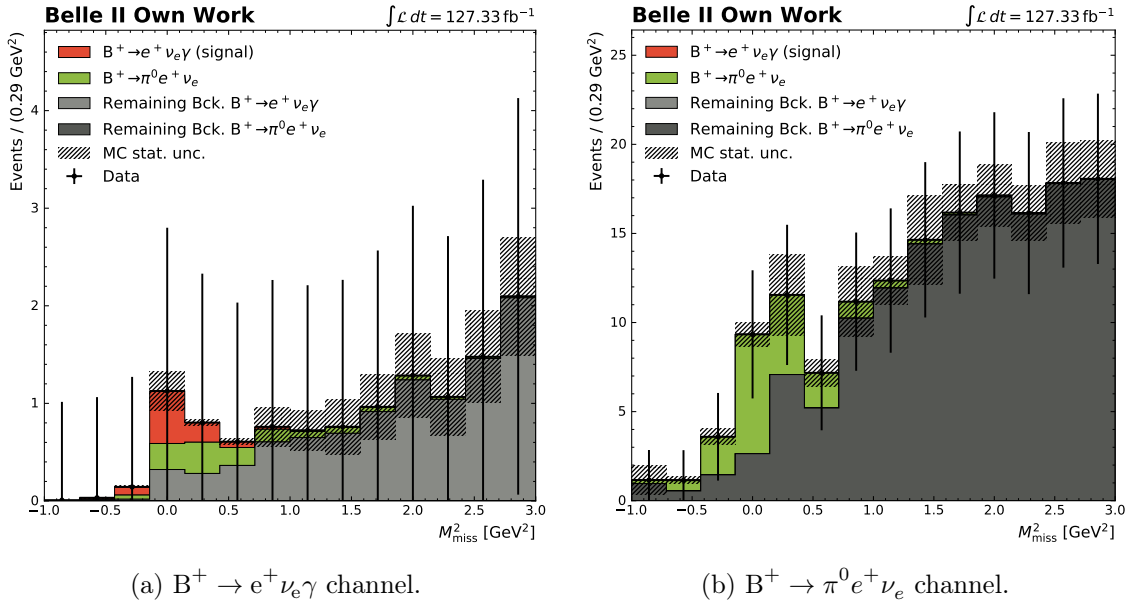 Belle II Own Work ∫ℒ dt = 127.33 fb⁻¹
Events / (0.29 GeV²)
B⁺→e⁺νₑγ (signal)
B⁺→π⁰e⁺νₑ
Remaining Bck. B⁺→e⁺νₑγ
Remaining Bck. B⁺→π⁰e⁺νₑ
MC stat. unc.
Data
4
3
2
1
0
−1.0 −0.5 0.0 0.5 1.0 1.5 2.0 2.5 3.0
M²miss [GeV²]
(a) B⁺ → e⁺νₑγ channel.
Belle II Own Work ∫ℒ dt = 127.33 fb⁻¹
Events / (0.29 GeV²)
B⁺→e⁺νₑγ (signal)
B⁺→π⁰e⁺νₑ
Remaining Bck. B⁺→e⁺νₑγ
Remaining Bck. B⁺→π⁰e⁺νₑ
MC stat. unc.
Data
25
20
15
10
5
0
−1.0 −0.5 0.0 0.5 1.0 1.5 2.0 2.5 3.0
M²miss [GeV²]
(b) B⁺ → π⁰e⁺νₑ channel.